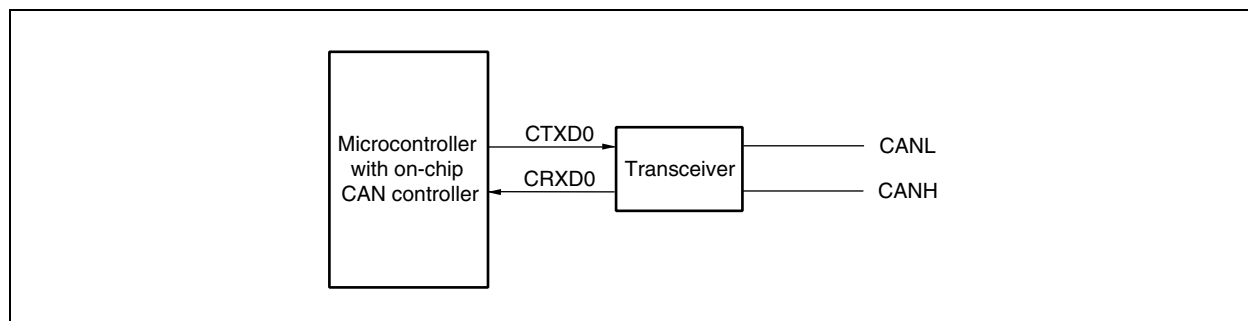 Microcontroller
with on-chip
CAN controller
CTXD0
CRXD0
Transceiver
CANL
CANH